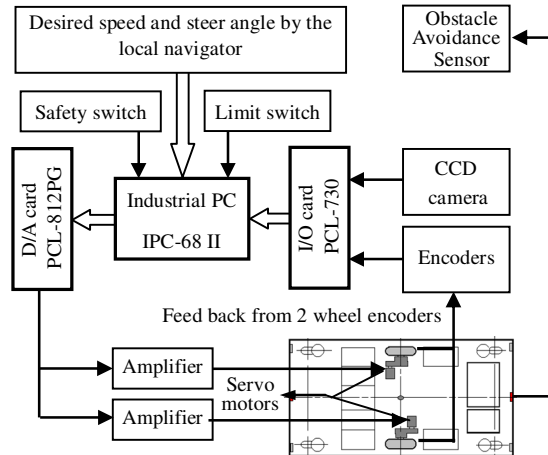 Desired speed and steer angle by the
local navigator
Obstacle
Avoidance
Sensor
Safety switch
Limit switch
D/A card
PCL-812PG
Industrial PC
IPC-68 II
I/O card
PCL-730
CCD
camera
Encoders
Feed back from 2 wheel encoders
Amplifier
Servo
motors
Amplifier